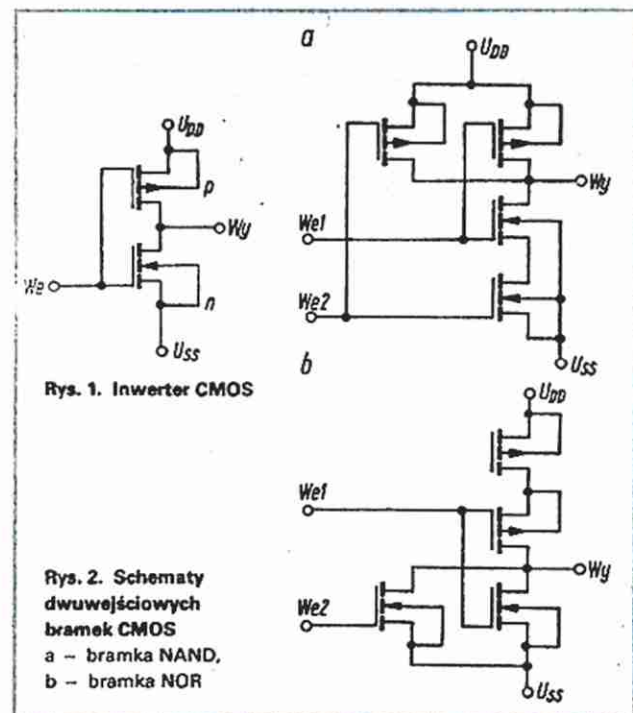 U_DD
p
We
Wy
n
U_SS
Rys. 1. Inwerter CMOS
a
U_DD
Wy
We1
We2
U_SS
b
U_DD
We1
Wy
We2
U_SS
Rys. 2. Schematy
dwuwejściowych
bramek CMOS
a – bramka NAND,
b – bramka NOR